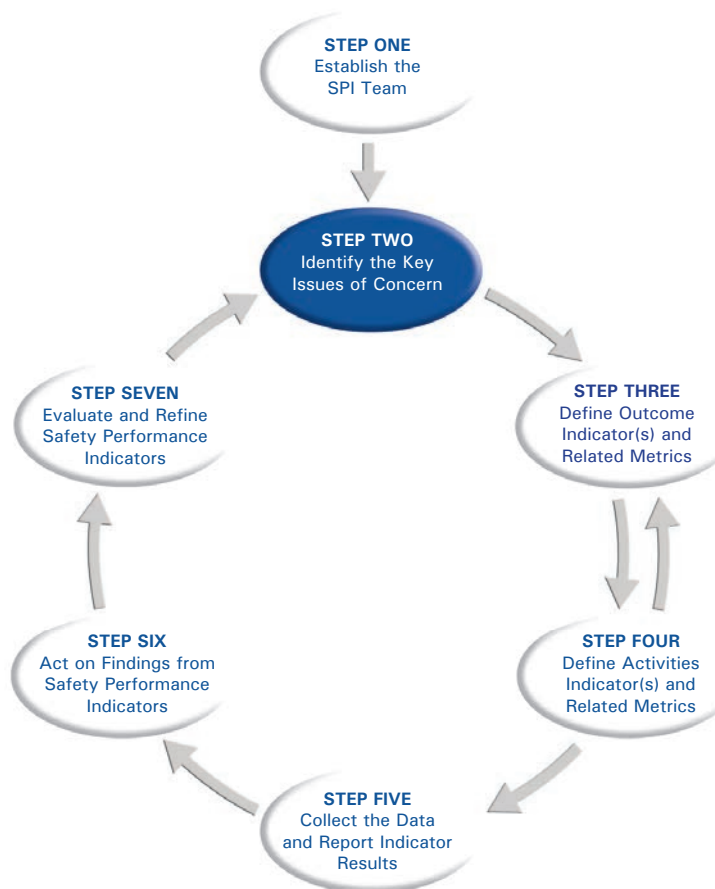 STEP ONE
Establish the
SPI Team
STEP TWO
Identify the Key
Issues of Concern
STEP THREE
Define Outcome
Indicator(s) and
Related Metrics
STEP FOUR
Define Activities
Indicator(s) and
Related Metrics
STEP FIVE
Collect the Data
and Report Indicator
Results
STEP SIX
Act on Findings from
Safety Performance
Indicators
STEP SEVEN
Evaluate and Refine
Safety Performance
Indicators